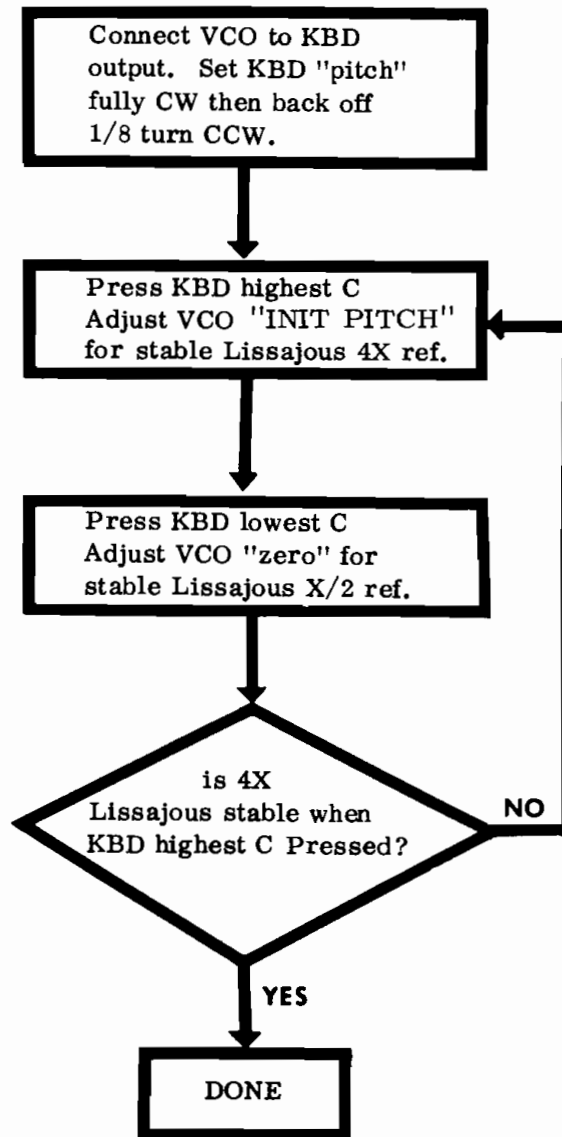 Connect VCO to KBD
output. Set KBD "pitch"
fully CW then back off
1/8 turn CCW.
Press KBD highest C
Adjust VCO "INIT PITCH"
for stable Lissajous 4X ref.
Press KBD lowest C
Adjust VCO "zero" for
stable Lissajous X/2 ref.
is 4X
Lissajous stable when
KBD highest C Pressed?
NO
YES
DONE